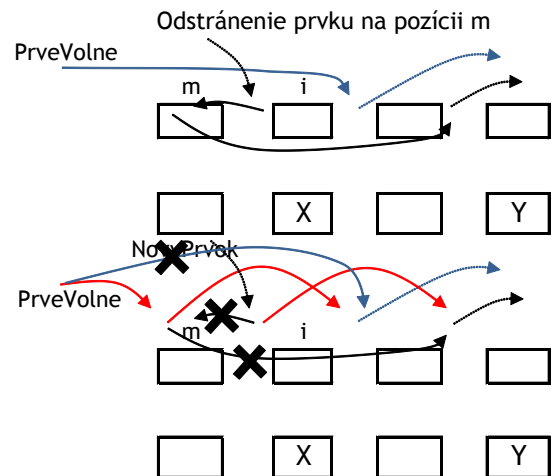 Odstránenie prvku na pozícii m
PrveVolne
m i
X Y
NovyPrvok
PrveVolne
m i
X Y